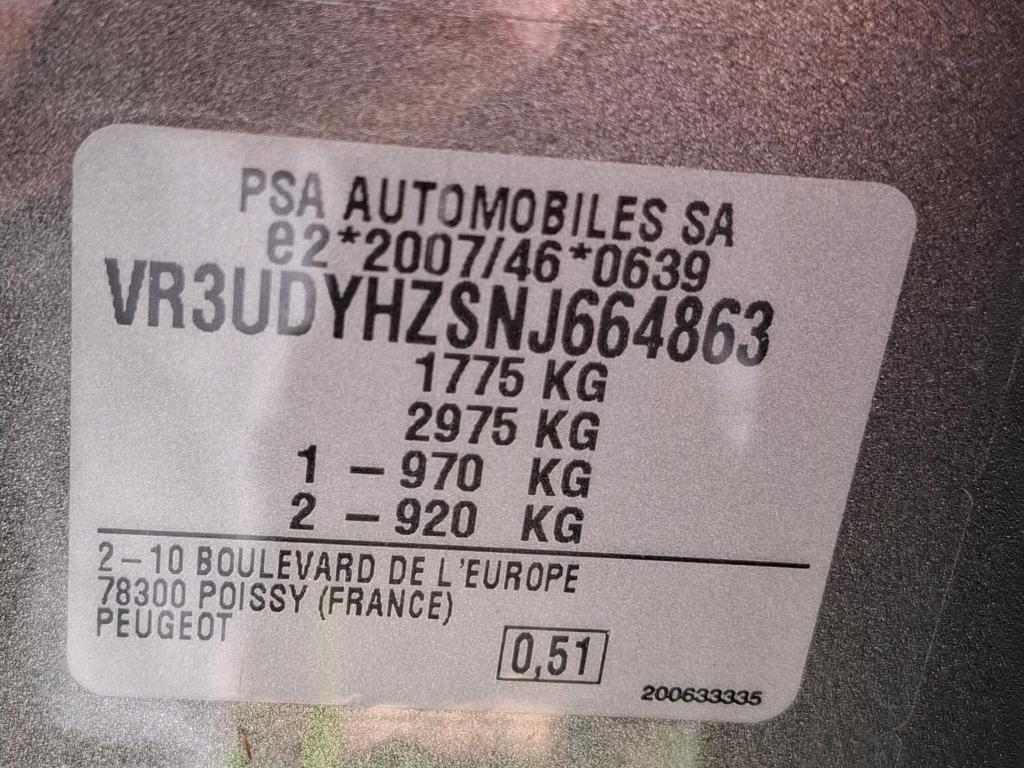 PSA AUTOMOBILES SA
e2*2007/46*0639
VR3UDYHZSNJ664863
1775 KG
2975 KG
1 – 970 KG
2 – 920 KG
2–10 BOULEVARD DE L'EUROPE
78300 POISSY (FRANCE)
PEUGEOT
0,51
200633335